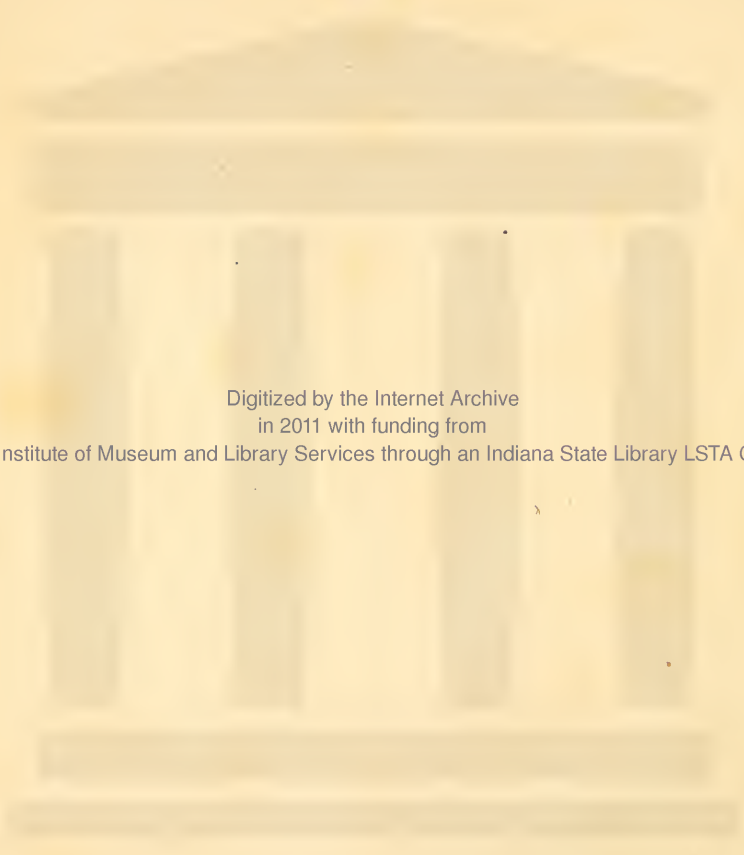 Digitized by the Internet Archive
in 2011 with funding from
nstitute of Museum and Library Services through an Indiana State Library LSTA